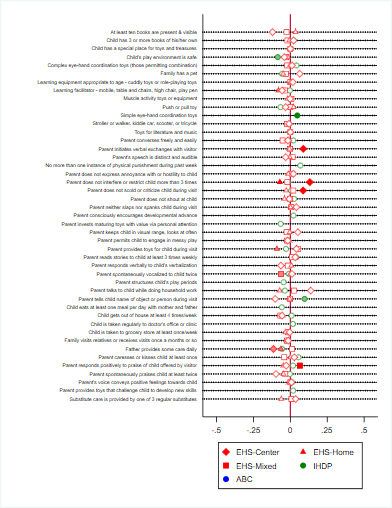 At least ten books are present & visible
Child has 3 or more books of his/her own
Child has a special place for toys and treasures
Child's play environment is safe
Complex eye-hand coordination toys (those permitting combination)
Family has a pet
Learning equipment appropriate to age - cuddly toys or role-playing toys
Learning facilitator - mobile, table and chairs, high chair, play pen
Muscle activity toys or equipment
Push or pull toy
Simple eye-hand coordination toys
Stroller or walker, kiddie car, scooter, or tricycle
Toys for literature and music
Parent converses freely and easily
Parent initiates verbal exchanges with visitor
Parent's speech is distinct and audible
No more than one instance of physical punishment during past week
Parent does not express annoyance with or hostility to child
Parent does not interfere or restrict child more than 3 times
Parent does not scold or criticize child during visit
Parent does not shout at child
Parent neither slaps nor spanks child during visit
Parent consciously encourages developmental advance
Parent invests maturing toys with value via personal attention
Parent keeps child in visual range, looks at often
Parent permits child to engage in messy play
Parent provides toys for child during visit
Parent reads stories to child at least 3 times weekly
Parent responds verbally to child's verbalization
Parent spontaneously vocalized to child twice
Parent structures child's play periods
Parent talks to child while doing household work
Parent tells child name of object or person during visit
Child eats at least one meal per day with mother and father
Child gets out of house at least 4 times/week
Child is taken regularly to doctor's office or clinic
Child is taken to grocery store at least once/week
Family visits relatives or receives visits once a months or so
Father provides some care daily
Parent caresses or kisses child at least once
Parent responds positively to praise of child offered by visitor
Parent spontaneously praises child at least twice
Parent's voice conveys positive feelings towards child
Parent provides toys that challenge child to develop new skills
Substitute care is provided by one of 3 regular substitutes
-.5 -.25 0 .25 .5
EHS-Center EHS-Home
EHS-Mixed IHDP
ABC